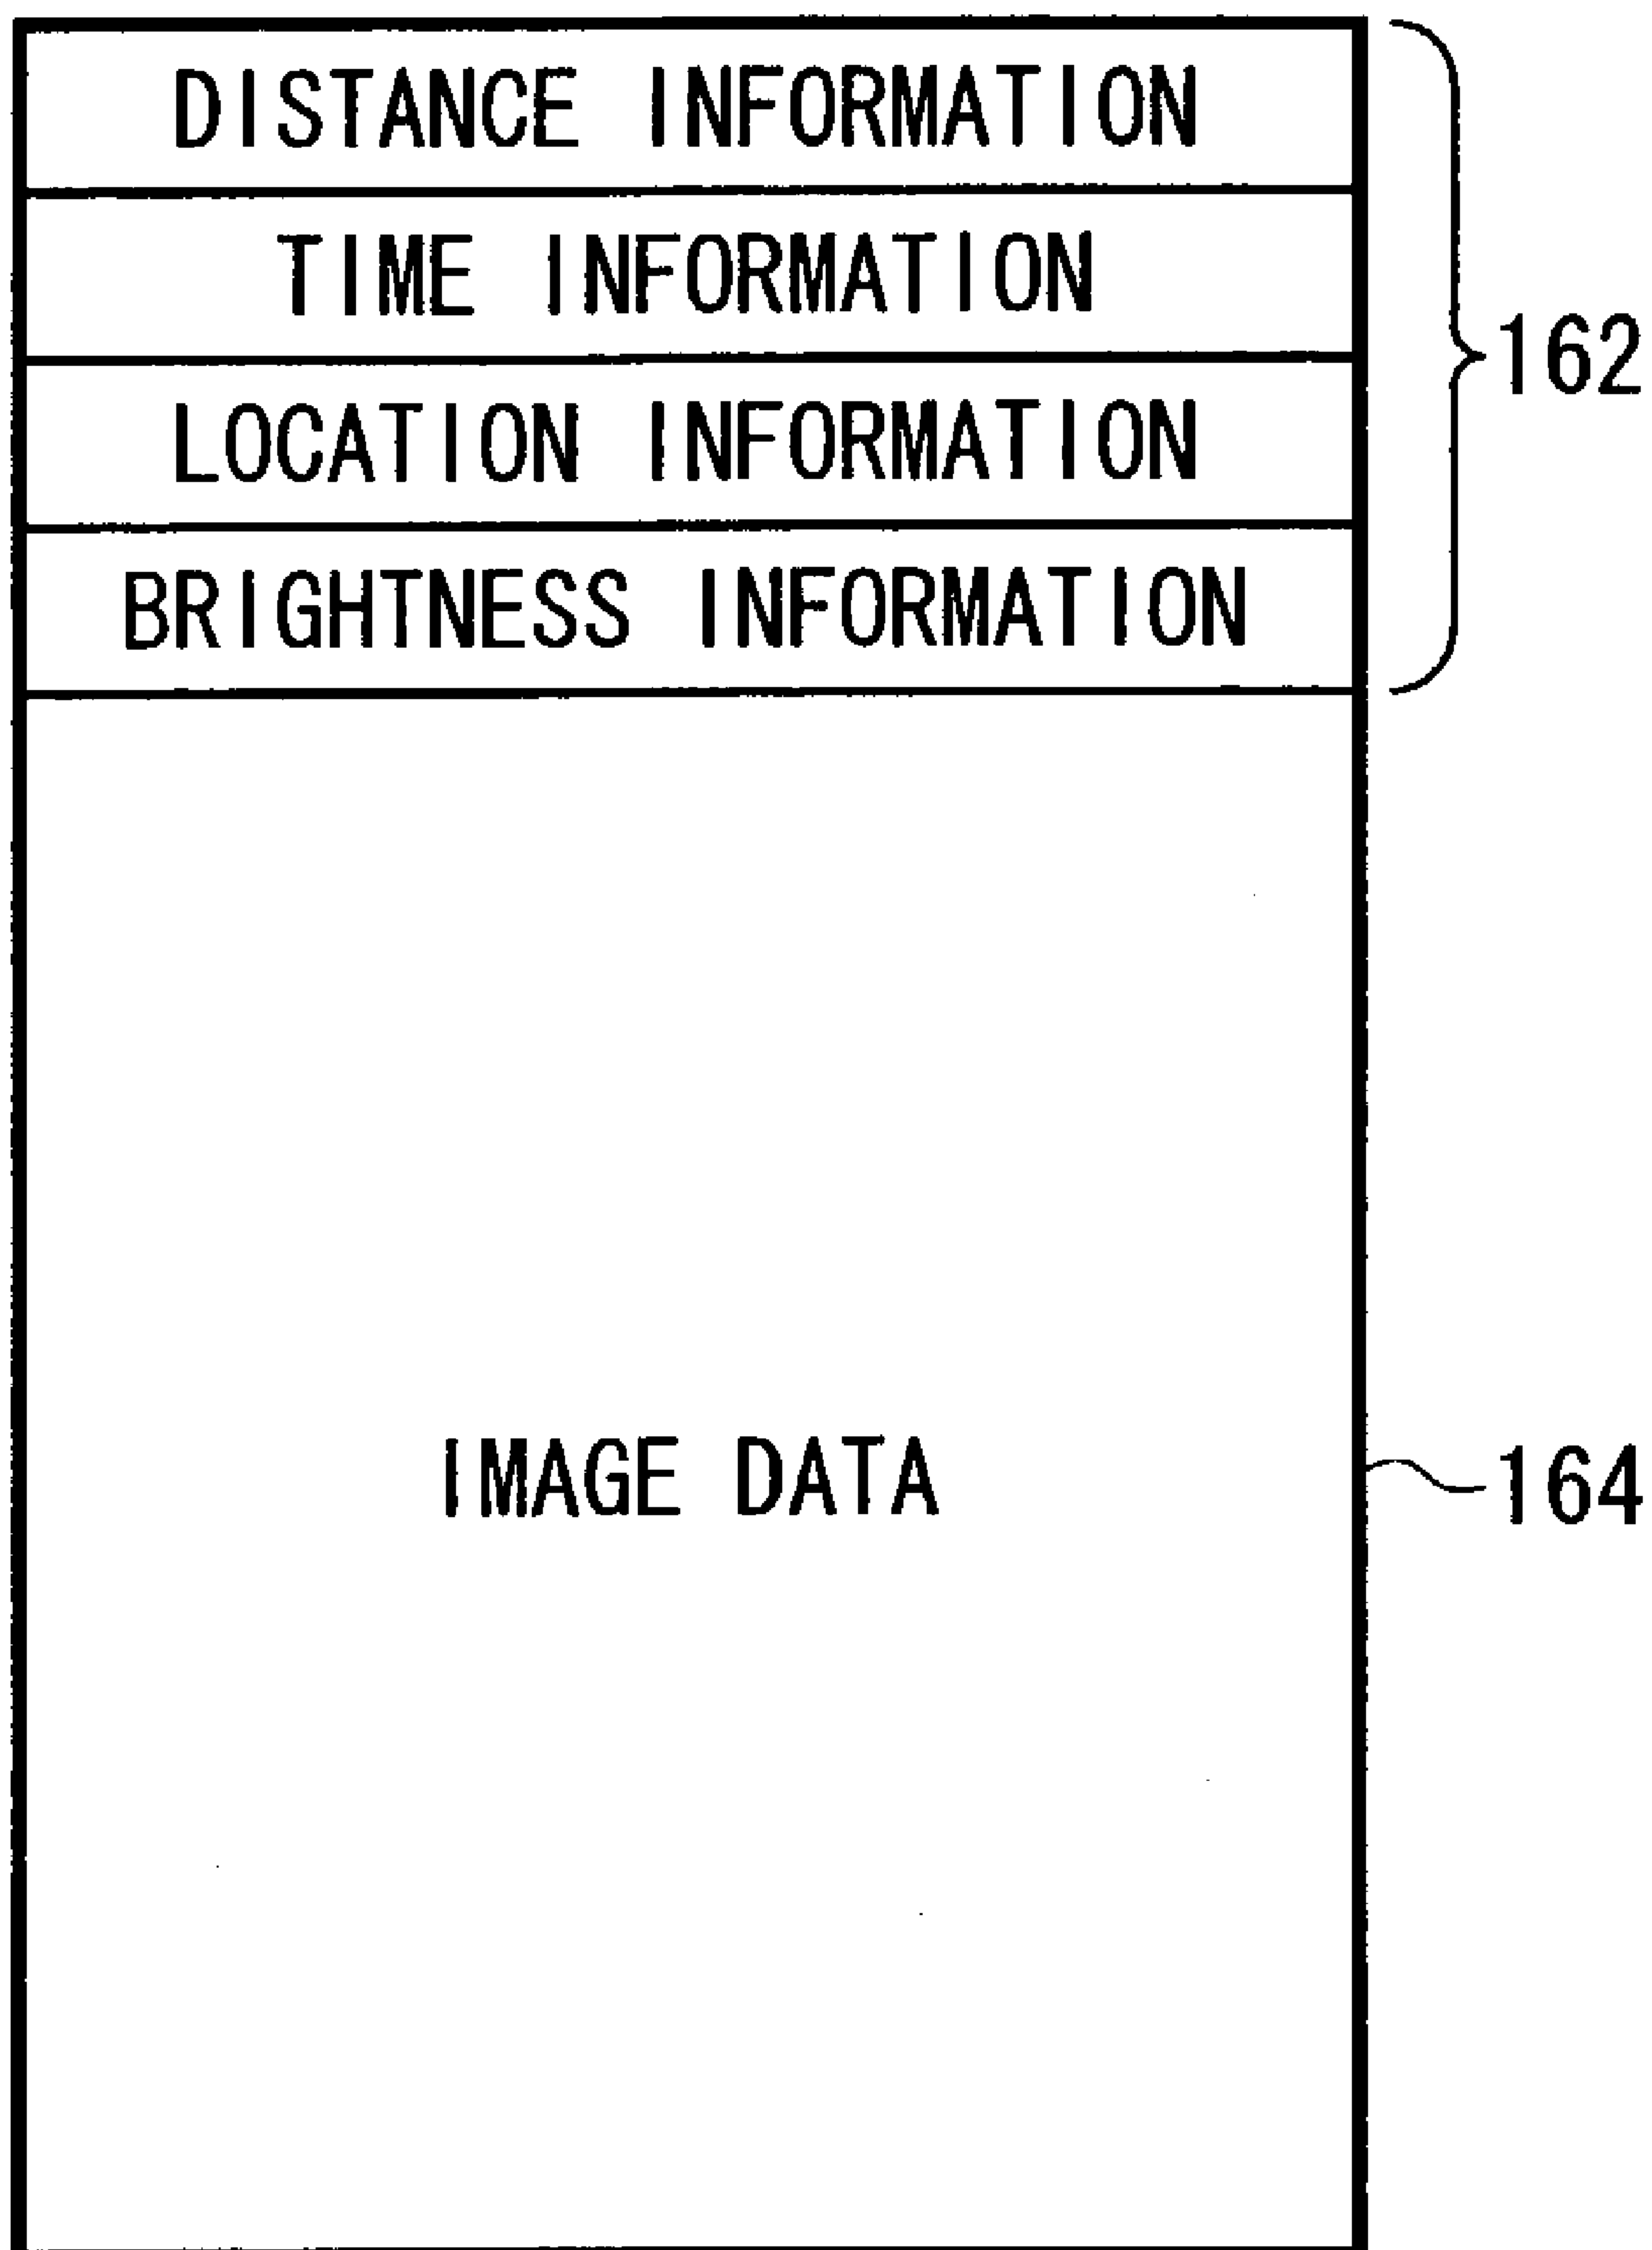 DISTANCE INFORMATION
TIME INFORMATION
LOCATION INFORMATION
BRIGHTNESS INFORMATION
162
IMAGE DATA
164